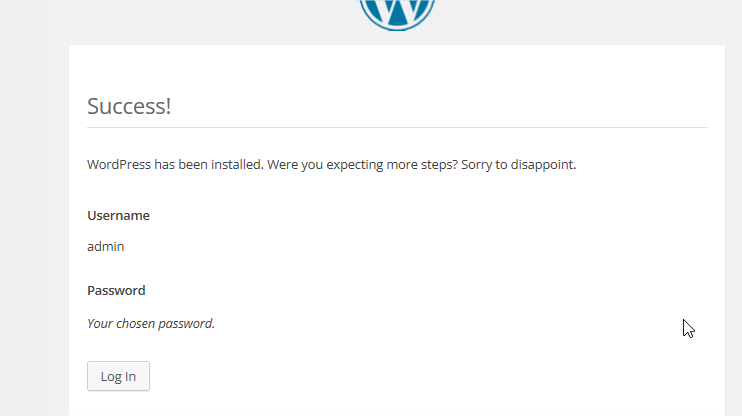 Success!
WordPress has been installed. Were you expecting more steps? Sorry to disappoint.
Username
admin
Password
Your chosen password.
Log In